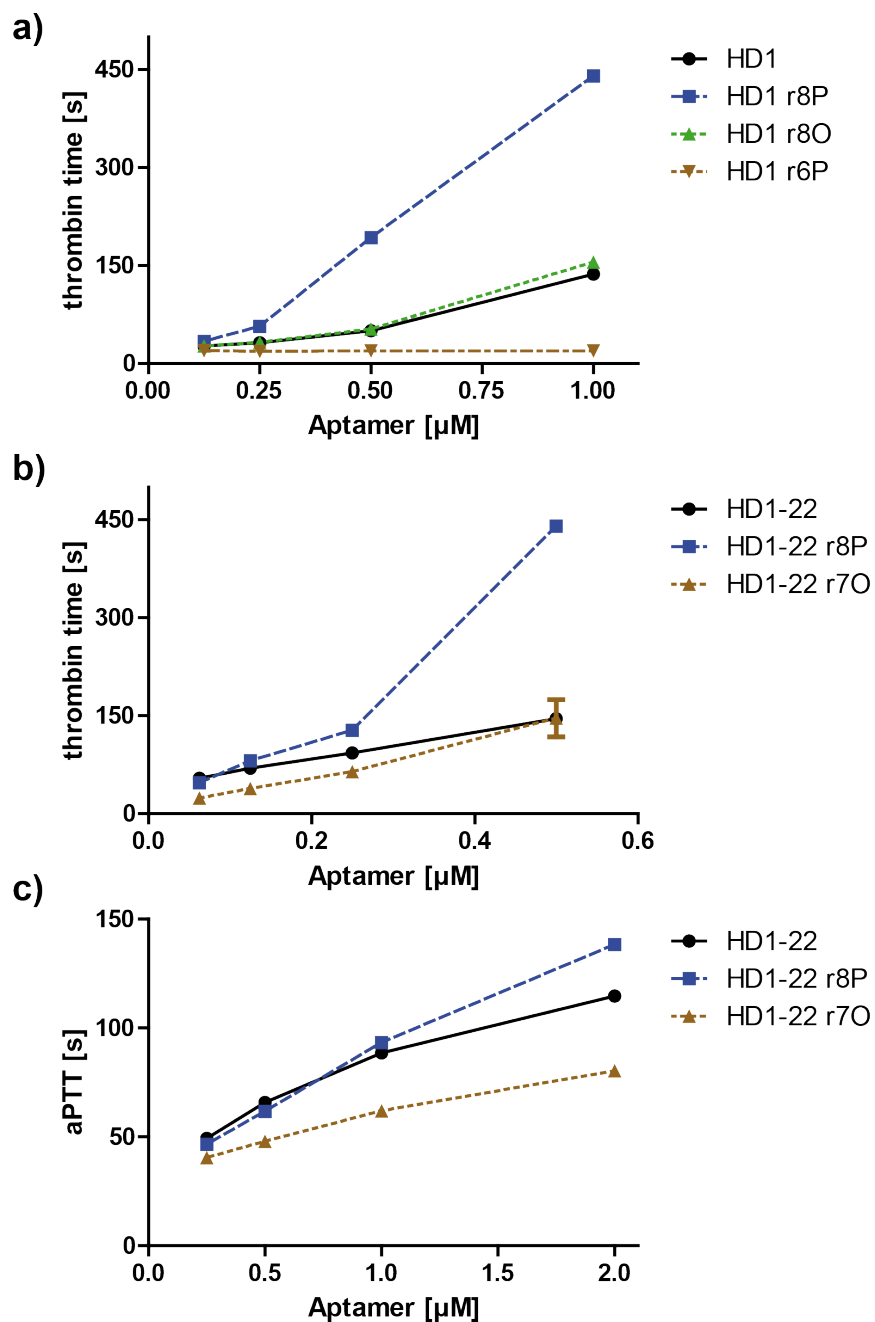 a)
450
300
150
0
thrombin time [s]
0.00 0.25 0.50 0.75 1.00
Aptamer [µM]
HD1
HD1 r8P
HD1 r8O
HD1 r6P
b)
450
300
150
0
thrombin time [s]
0.0 0.2 0.4 0.6
Aptamer [µM]
HD1-22
HD1-22 r8P
HD1-22 r7O
c)
150
100
50
0
aPTT [s]
0.0 0.5 1.0 1.5 2.0
Aptamer [µM]
HD1-22
HD1-22 r8P
HD1-22 r7O